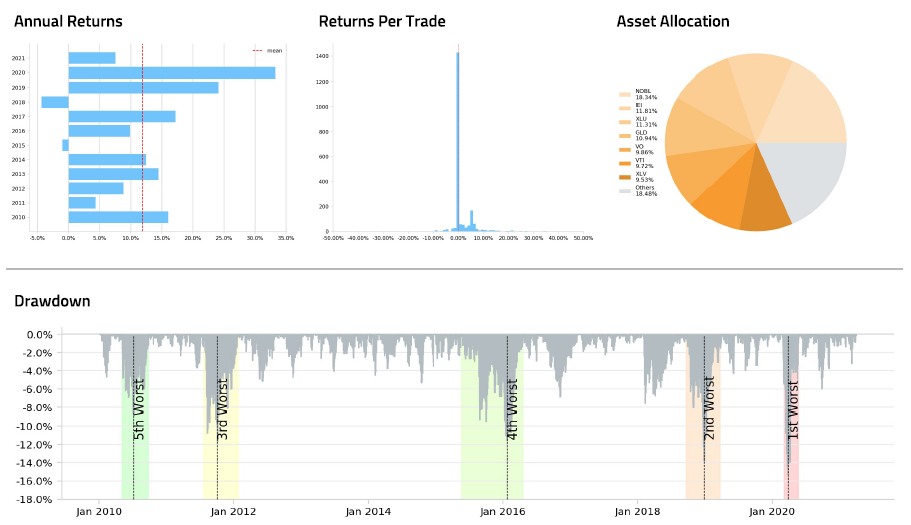 Annual Returns
Returns Per Trade
Asset Allocation
mean
2021
2020
2019
2018
2017
2016
2015
2014
2013
2012
2011
2010
-5.0% 0.0% 5.0% 10.0% 15.0% 20.0% 25.0% 30.0% 35.0%
1400
1200
1000
800
600
400
200
0
-50.00% -40.00% -30.00% -20.00% -10.00% 0.00% 10.00% 20.00% 30.00% 40.00% 50.00%
NOBL
18.34%
IEI
11.81%
XLU
11.31%
GLD
10.94%
VO
9.86%
VTI
9.72%
XLV
9.53%
Others
18.48%
Drawdown
0.0%
-2.0%
-4.0%
-6.0%
-8.0%
-10.0%
-12.0%
-14.0%
-16.0%
-18.0%
5th Worst
3rd Worst
4th Worst
2nd Worst
1st Worst
Jan 2010 Jan 2012 Jan 2014 Jan 2016 Jan 2018 Jan 2020